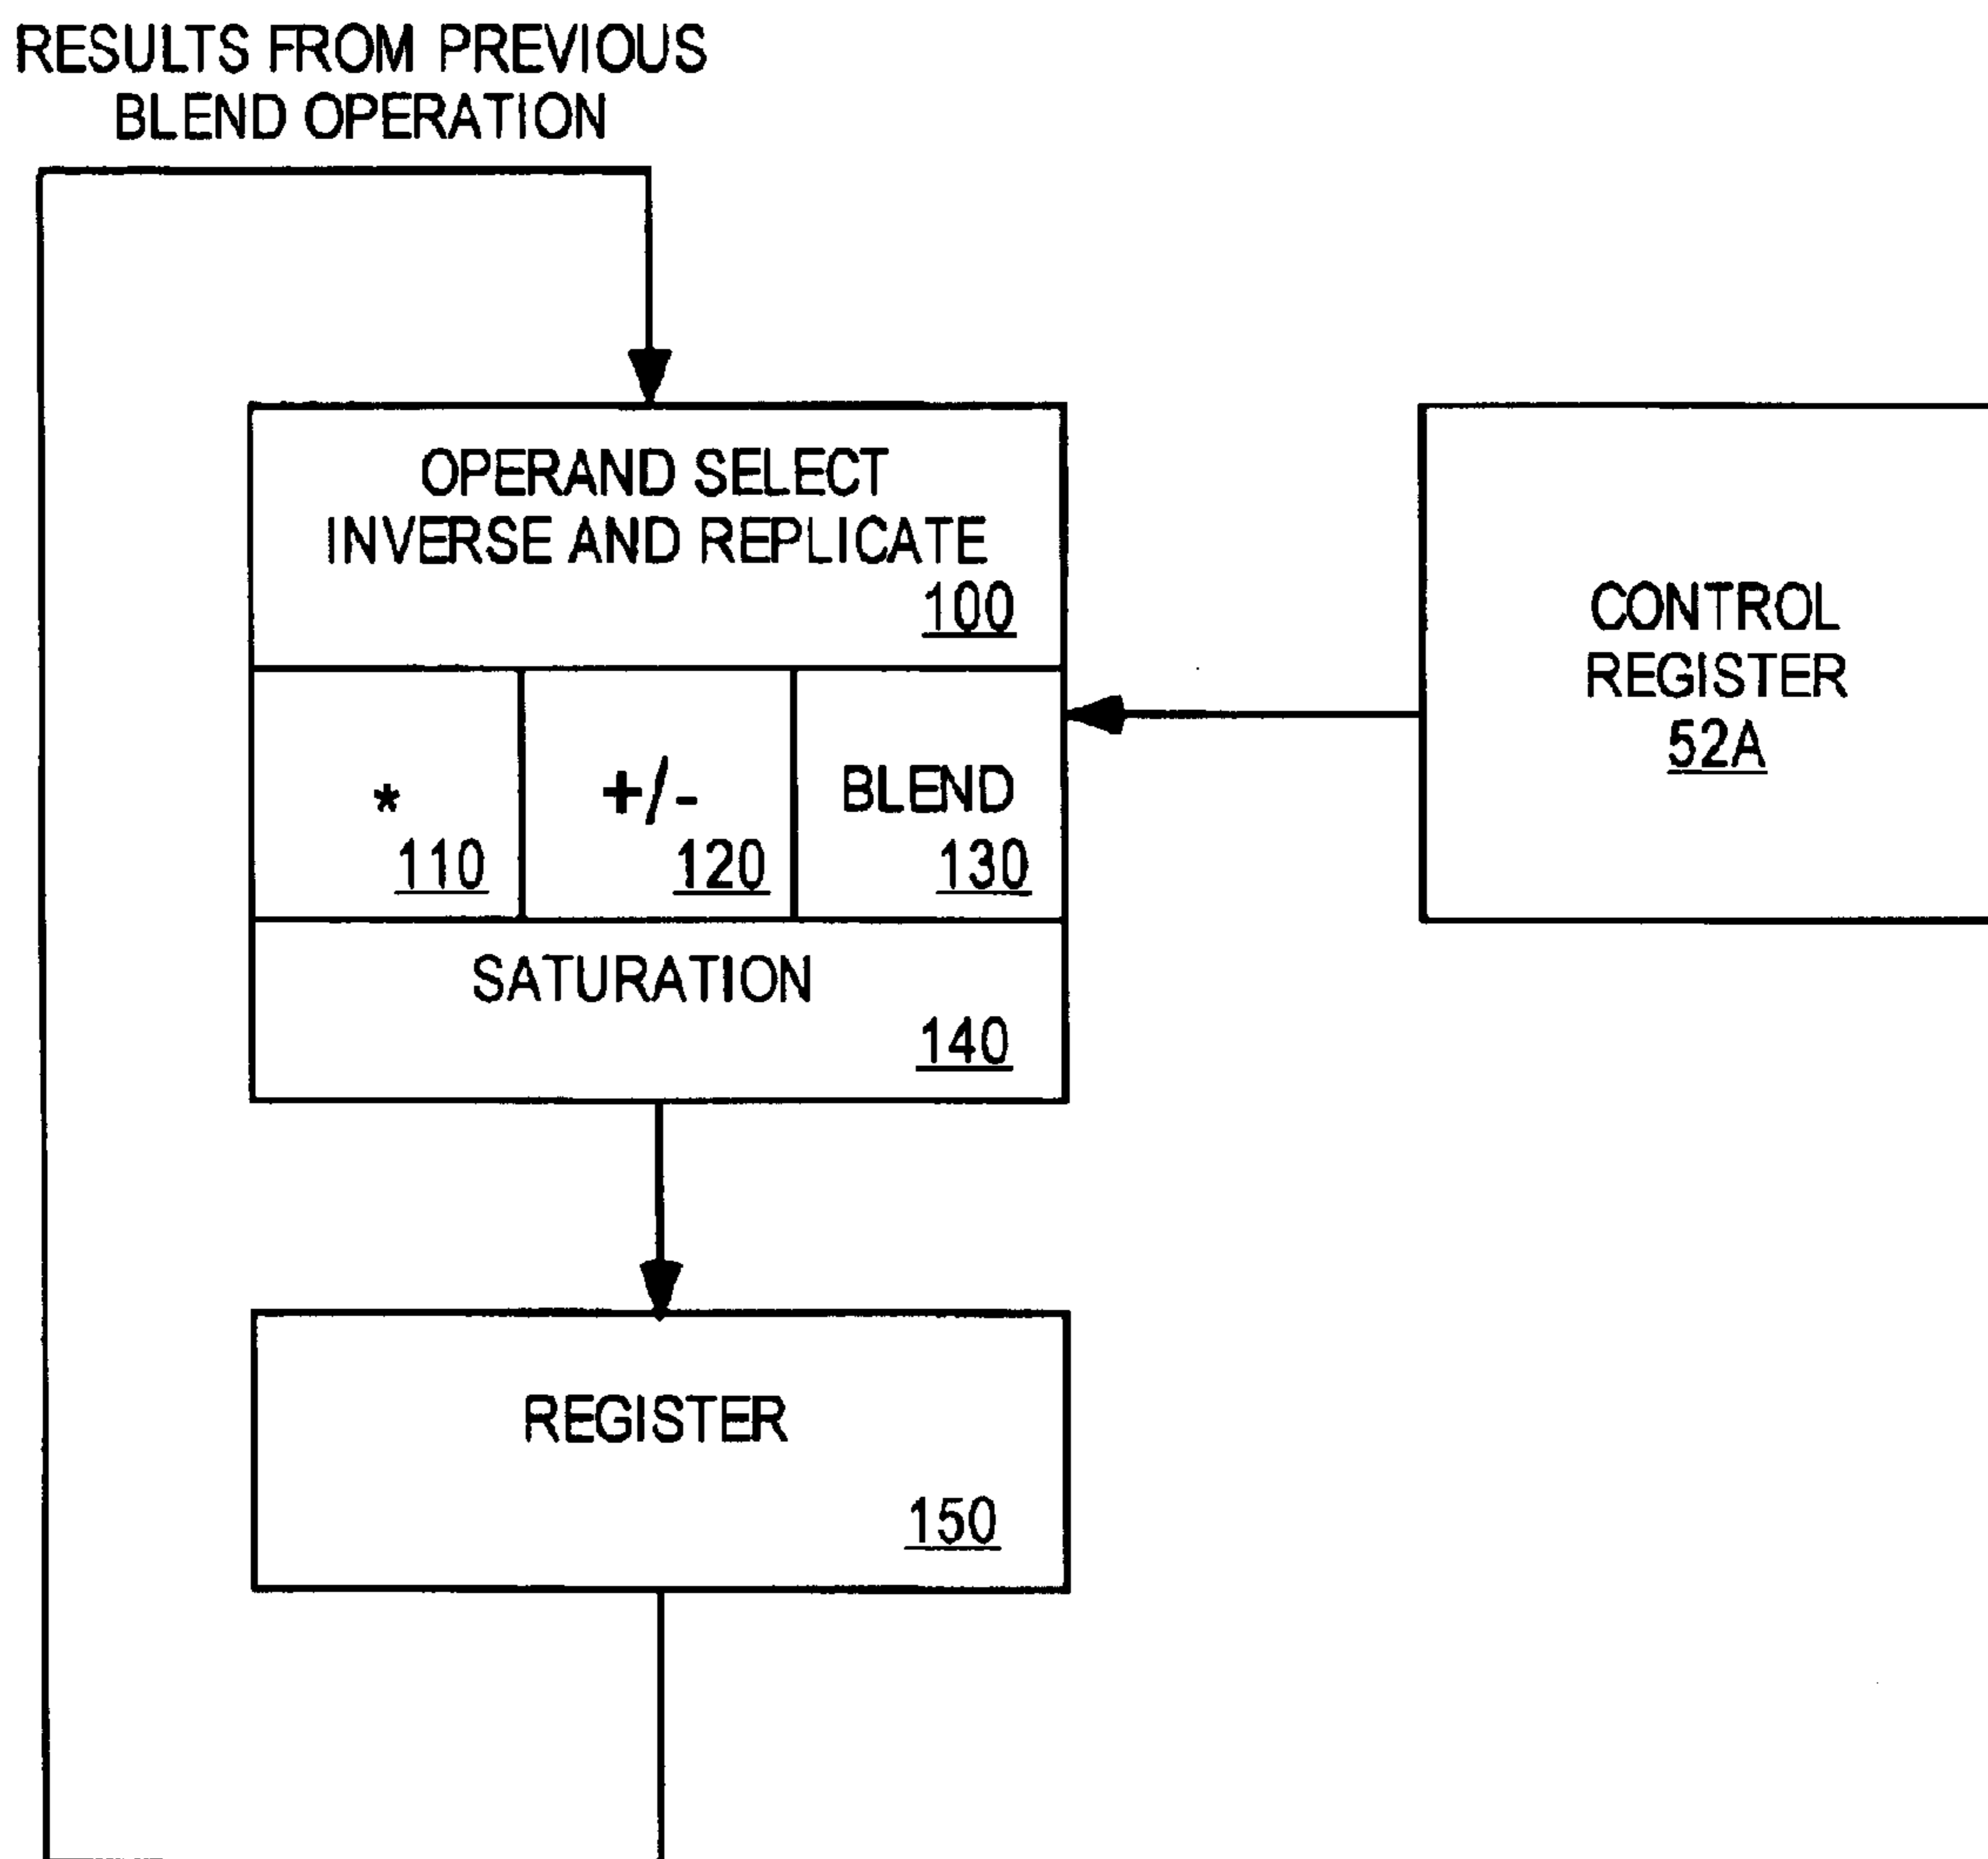 RESULTS FROM PREVIOUS
BLEND OPERATION
OPERAND SELECT
INVERSE AND REPLICATE
100
CONTROL
REGISTER
52A
*
110
+/-
120
BLEND
130
SATURATION
140
REGISTER
150